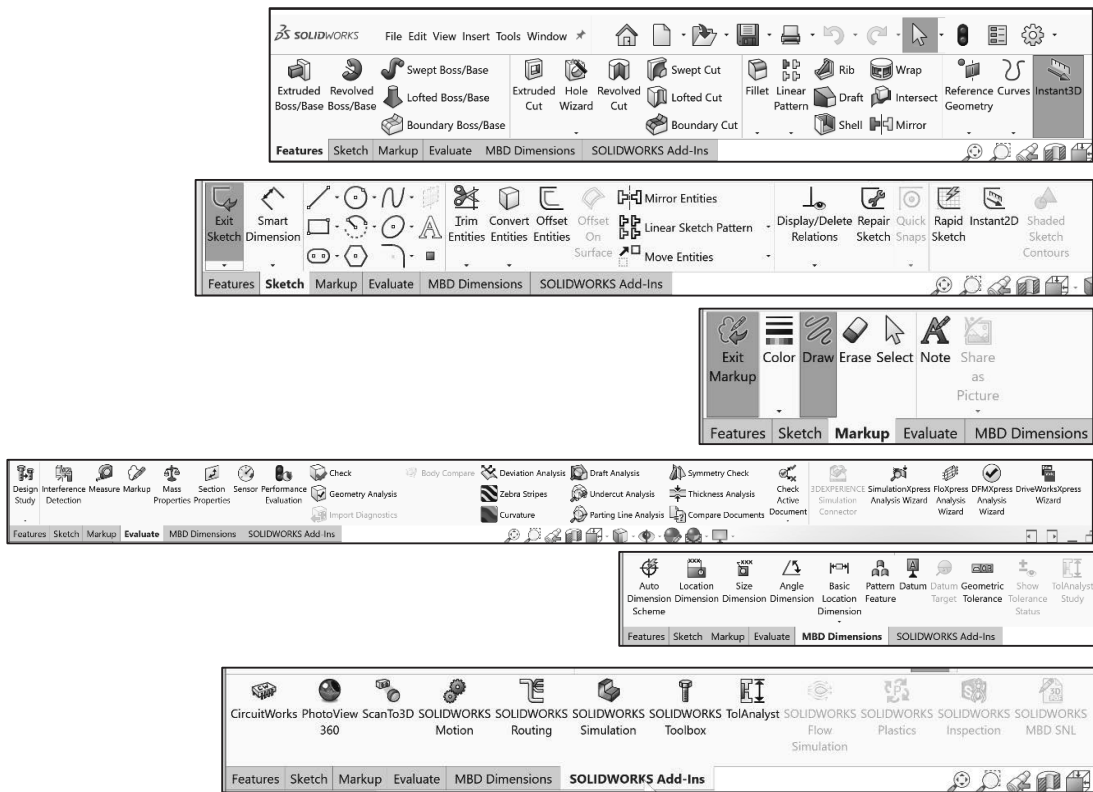 SOLIDWORKS File Edit View Insert Tools Window
Extruded Boss/Base
Revolved Boss/Base
Swept Boss/Base
Lofted Boss/Base
Boundary Boss/Base
Extruded Cut
Hole Wizard
Revolved Cut
Swept Cut
Lofted Cut
Boundary Cut
Fillet
Linear Pattern
Rib
Draft
Shell
Wrap
Intersect
Mirror
Reference Geometry
Curves
Instant3D
Features Sketch Markup Evaluate MBD Dimensions SOLIDWORKS Add-Ins
Exit Sketch
Smart Dimension
Trim Entities
Convert Entities
Offset Entities
Offset On Surface
Mirror Entities
Linear Sketch Pattern
Move Entities
Display/Delete Relations
Repair Sketch
Quick Snaps
Rapid Sketch
Instant2D
Shaded Sketch Contours
Features Sketch Markup Evaluate MBD Dimensions SOLIDWORKS Add-Ins
Exit Markup
Color
Draw
Erase
Select
Note
Share as Picture
Features Sketch Markup Evaluate MBD Dimensions
Design Study
Interference Detection
Measure
Markup
Mass Properties
Section Properties
Sensor
Performance Evaluation
Check
Geometry Analysis
Import Diagnostics
Body Compare
Deviation Analysis
Zebra Stripes
Curvature
Draft Analysis
Undercut Analysis
Parting Line Analysis
Symmetry Check
Thickness Analysis
Compare Documents
Check Active Document
3DEXPERIENCE Simulation Connector
SimulationXpress Analysis Wizard
FloXpress Analysis Wizard
DFMXpress Analysis Wizard
DriveWorksXpress Wizard
Features Sketch Markup Evaluate MBD Dimensions SOLIDWORKS Add-Ins
Auto Dimension Scheme
Location Dimension
Size Dimension
Angle Dimension
Basic Location Dimension
Pattern Feature
Datum
Datum Target
Geometric Tolerance
Show Tolerance Status
TolAnalyst Study
Features Sketch Markup Evaluate MBD Dimensions SOLIDWORKS Add-Ins
CircuitWorks
PhotoView 360
ScanTo3D
SOLIDWORKS Motion
SOLIDWORKS Routing
SOLIDWORKS Simulation
SOLIDWORKS Toolbox
TolAnalyst
SOLIDWORKS Flow Simulation
SOLIDWORKS Plastics
SOLIDWORKS Inspection
SOLIDWORKS MBD SNL
Features Sketch Markup Evaluate MBD Dimensions SOLIDWORKS Add-Ins